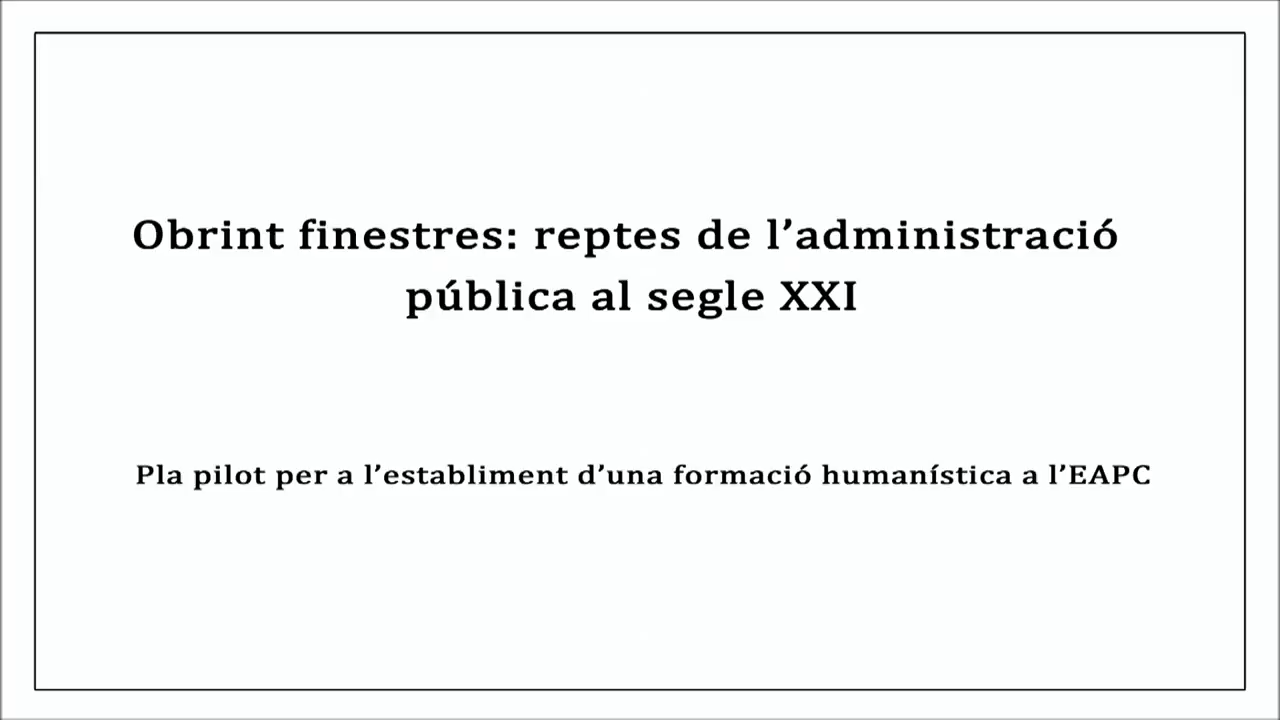 Obrint finestres: reptes de l’administració
pública al segle XXI
Pla pilot per a l’establiment d’una formació humanística a l’EAPC